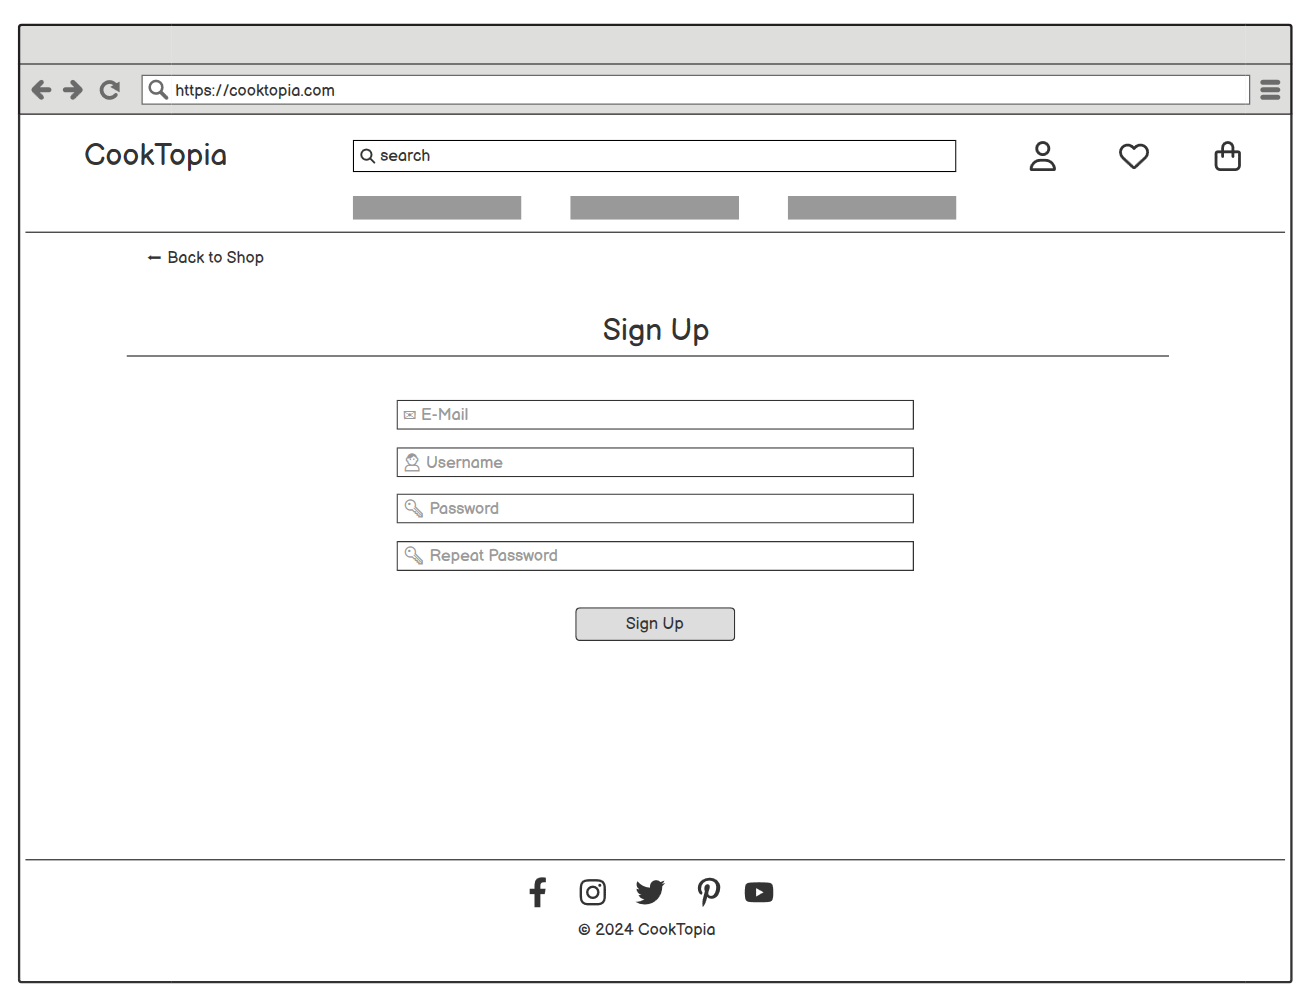 https://cooktopia.com
CookTopia
search
← Back to Shop
Sign Up
E-Mail
Username
Password
Repeat Password
Sign Up
© 2024 CookTopia